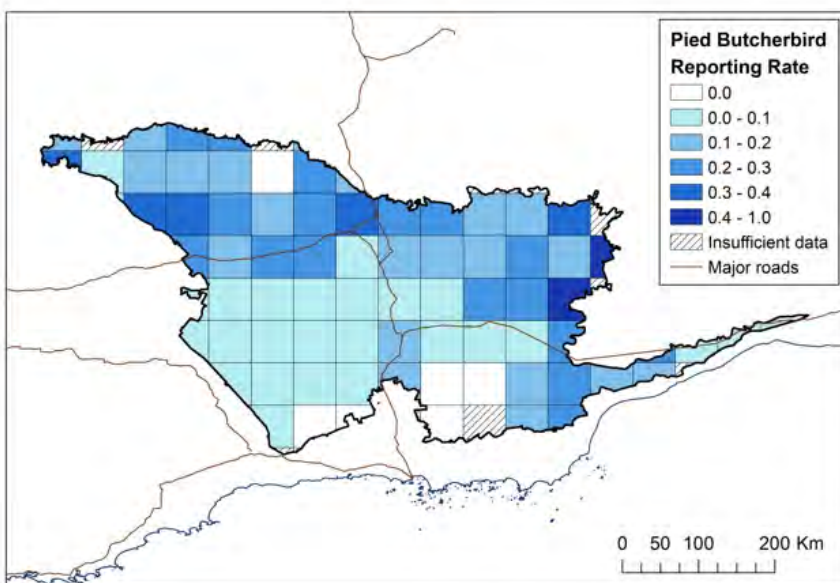 Pied Butcherbird
Reporting Rate
0.0
0.0 - 0.1
0.1 - 0.2
0.2 - 0.3
0.3 - 0.4
0.4 - 1.0
Insufficient data
Major roads
0 50 100 200 Km